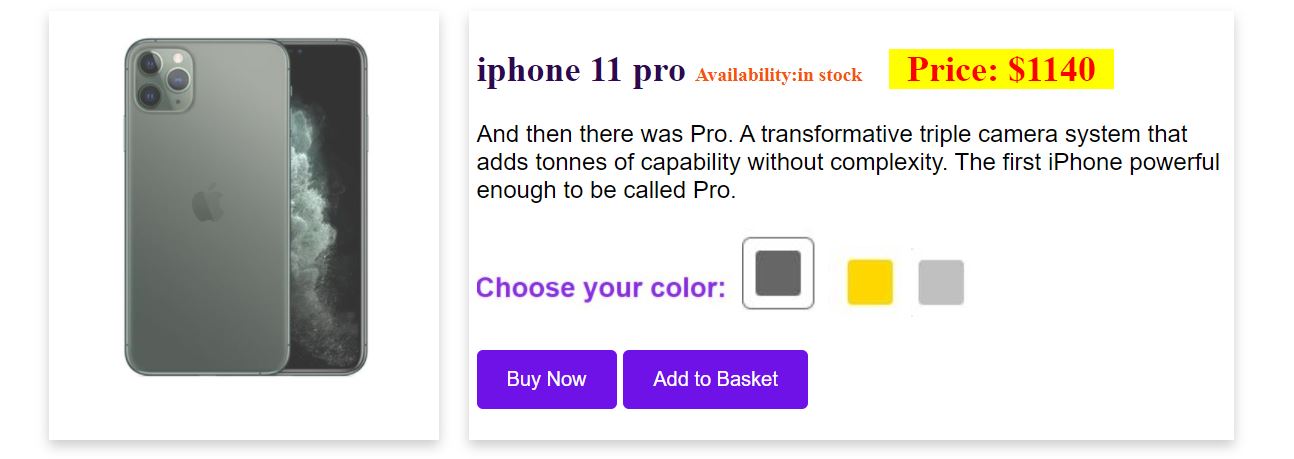 iphone 11 pro Availability:in stock Price: $1140
And then there was Pro. A transformative triple camera system that
adds tonnes of capability without complexity. The first iPhone powerful
enough to be called Pro.
Choose your color:
Buy Now Add to Basket